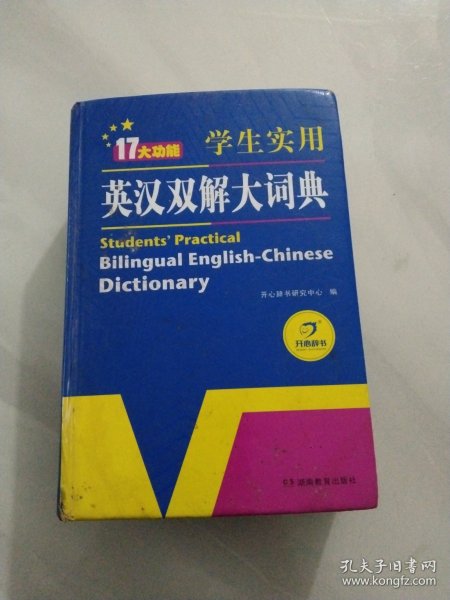 17大功能 学生实用
英汉双解大词典
Students' Practical
Bilingual English-Chinese
Dictionary
开心辞书研究中心 编
开心辞书
湖南教育出版社
孔夫子旧书网
www.kongfz.com